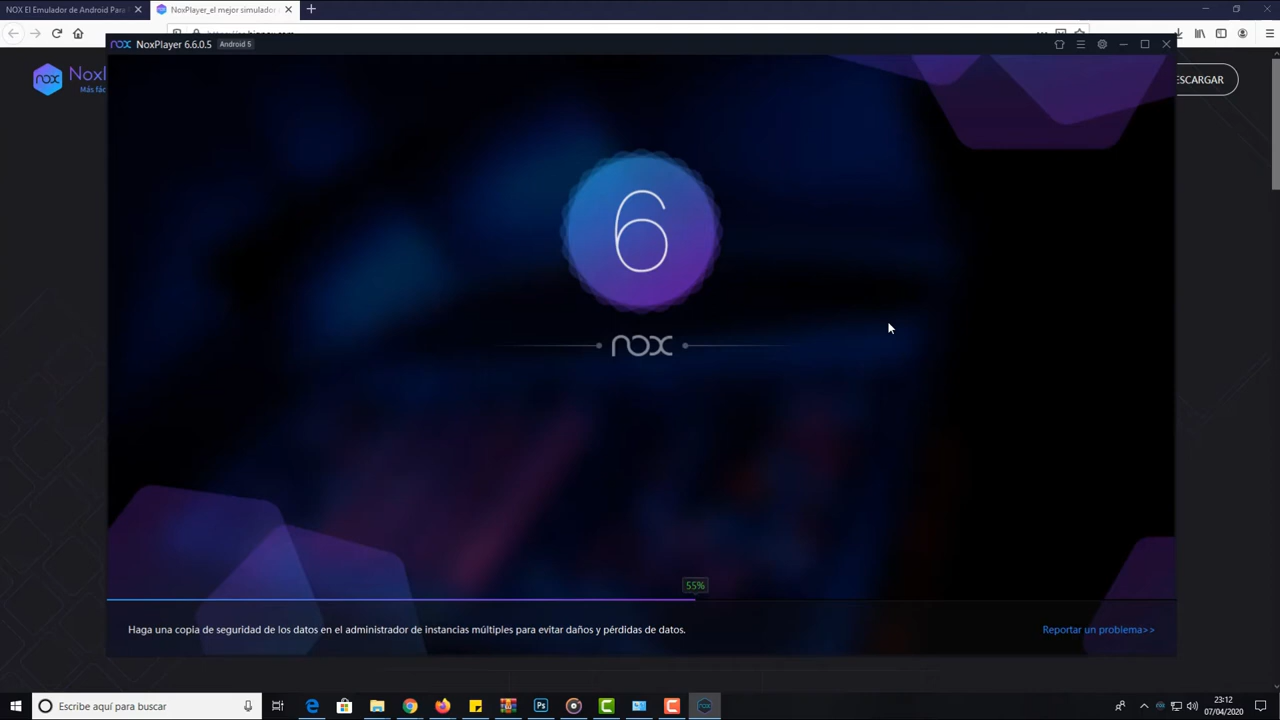 NOX El Emulador de Android Para
NoxPlayer_el mejor simulador
NoxPlayer 6.6.0.5 Android 5
nox
Más fác
ESCARGAR
6
nox
55%
Haga una copia de seguridad de los datos en el administrador de instancias múltiples para evitar daños y pérdidas de datos.
Reportar un problema>>
Escribe aquí para buscar
23:12
07/04/2020